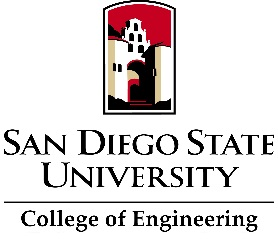 SAN DIEGO STATE
UNIVERSITY
College of Engineering